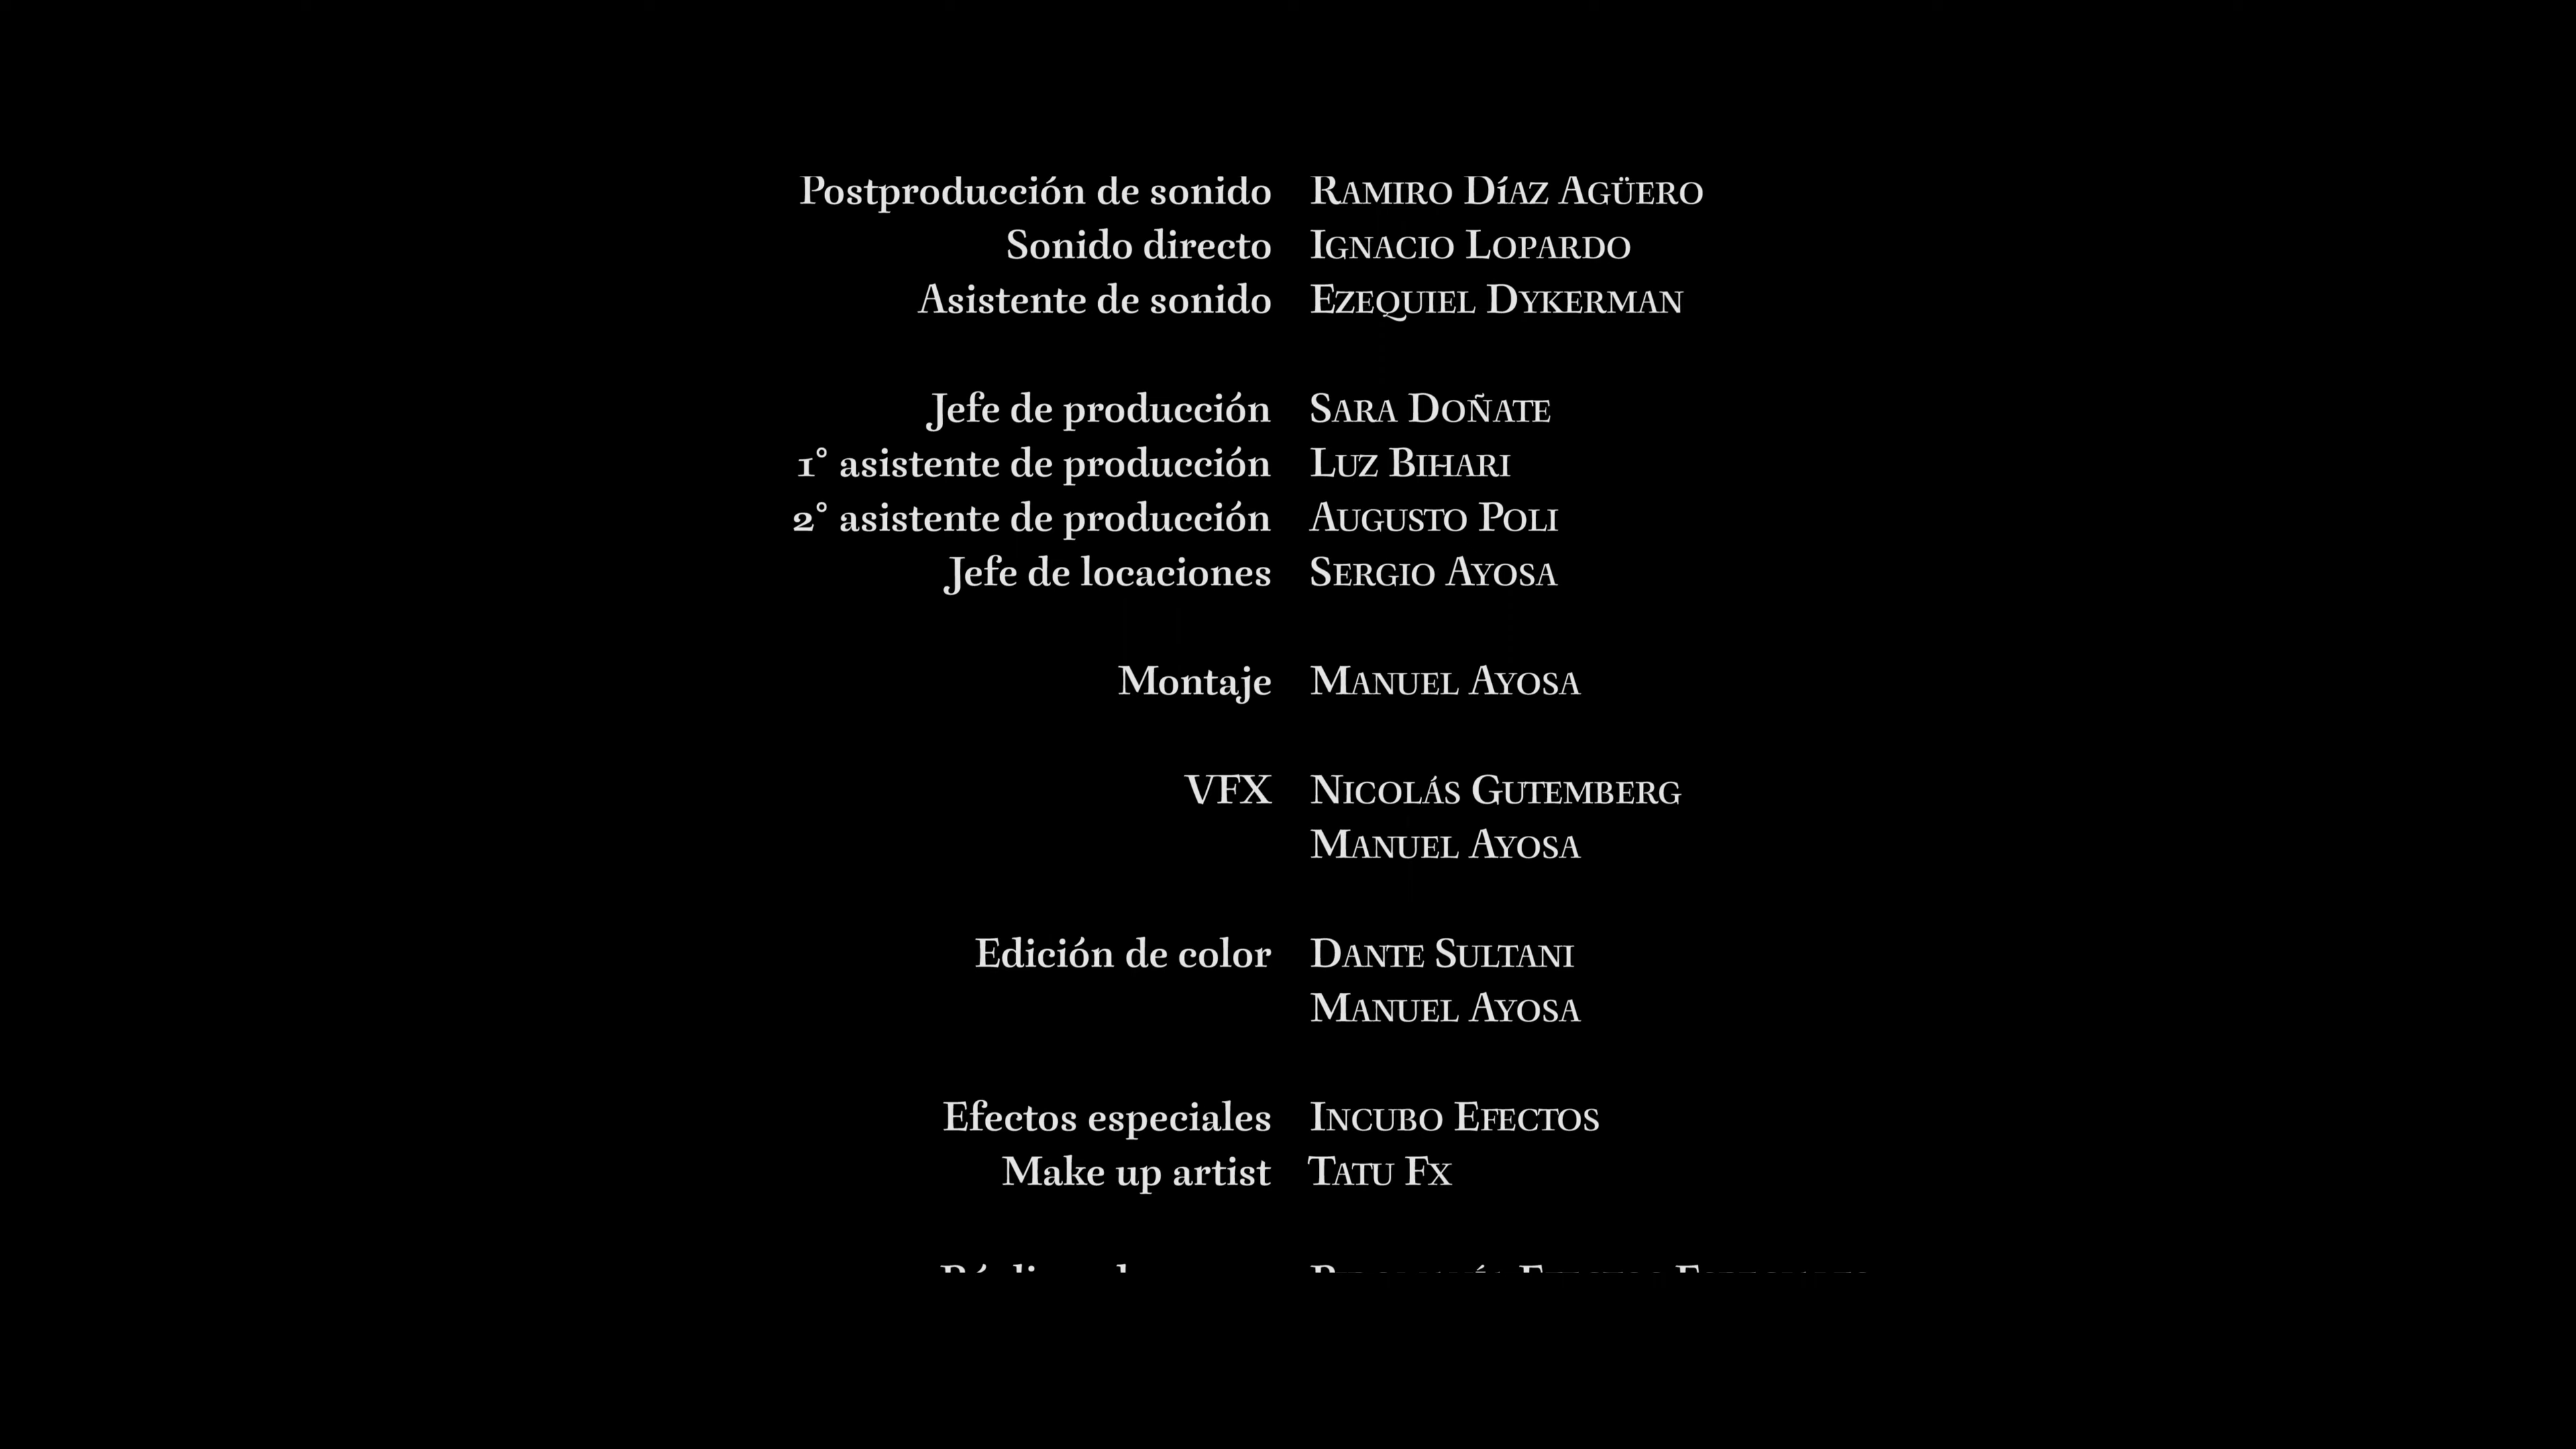 Postproducción de sonido Ramiro Díaz Agüero
Sonido directo Ignacio Lopardo
Asistente de sonido Ezequiel Dykerman
Jefe de producción Sara Doñate
1° asistente de producción Luz Bihari
2° asistente de producción Augusto Poli
Jefe de locaciones Sergio Ayosa
Montaje Manuel Ayosa
VFX Nicolás Gutemberg
Manuel Ayosa
Edición de color Dante Sultani
Manuel Ayosa
Efectos especiales Incubo Efectos
Make up artist Tatu Fx